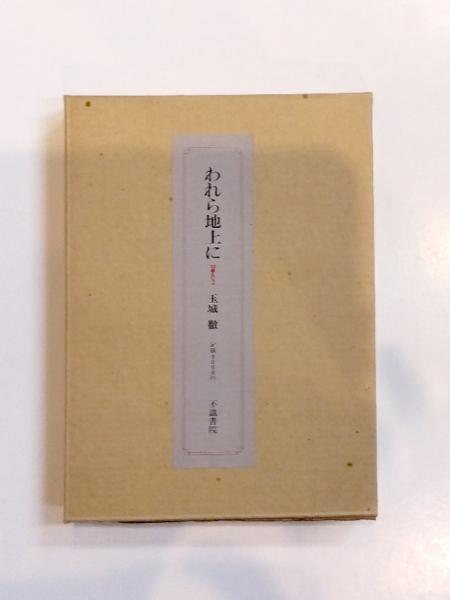 われら地上に
玉城 徹
不識書院